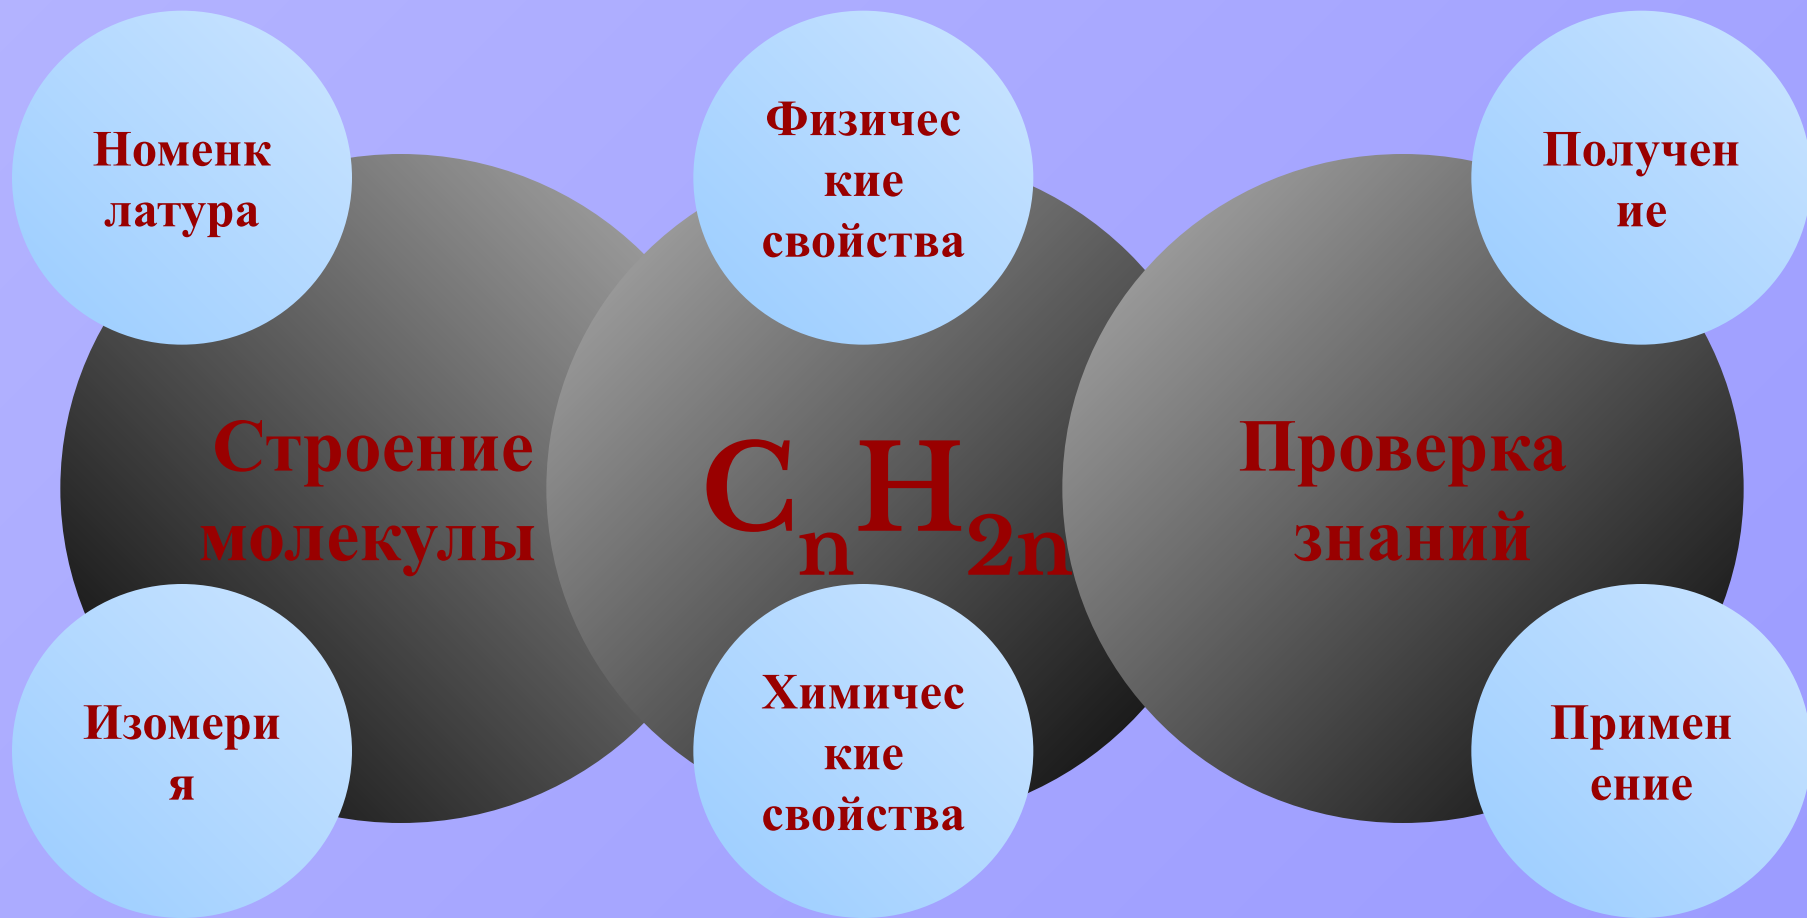 Номенк
латура
Физичес
кие
свойства
Получен
ие
Строение
молекулы
CnH2n
Проверка
знаний
Изомери
я
Химичес
кие
свойства
Примен
ение